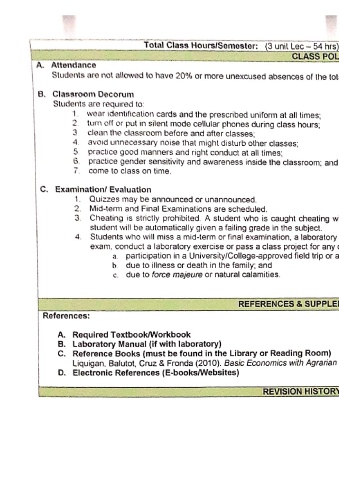 Total Class Hours/Semester: (3 unit Lec – 54 hrs)
CLASS POL
A. Attendance
Students are not allowed to have 20% or more unexcused absences of the tot
B. Classroom Decorum
Students are required to:
1. wear identification cards and the prescribed uniform at all times;
2. turn off or put in silent mode cellular phones during class hours;
3 clean the classroom before and after classes;
4. avoid unnecessary noise that might disturb other classes;
5. practice good manners and right conduct at all times;
6. practice gender sensitivity and awareness inside the classroom; and
7. come to class on time.
C. Examination/ Evaluation
1. Quizzes may be announced or unannounced.
2. Mid-term and Final Examinations are scheduled.
3. Cheating is strictly prohibited. A student who is caught cheating w
student will be automatically given a failing grade in the subject.
4. Students who will miss a mid-term or final examination, a laboratory
exam, conduct a laboratory exercise or pass a class project for any
a. participation in a University/College-approved field trip or a
b. due to illness or death in the family; and
c. due to force majeure or natural calamities.
REFERENCES & SUPPLE
References:
A. Required Textbook/Workbook
B. Laboratory Manual (if with laboratory)
C. Reference Books (must be found in the Library or Reading Room)
Liquigan, Balutot, Cruz & Fronda (2010). Basic Economics with Agrarian
D. Electronic References (E-books/Websites)
REVISION HISTORY